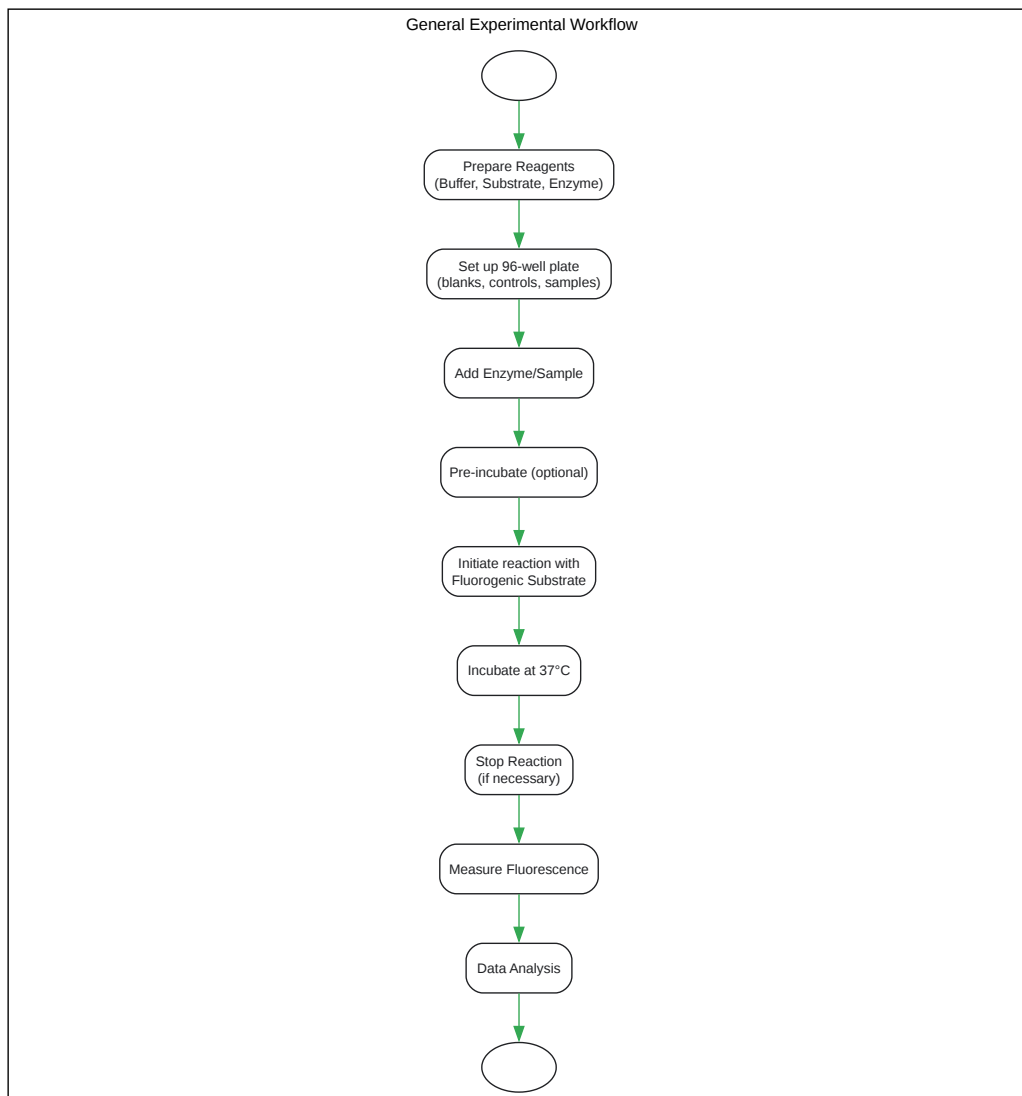 General Experimental Workflow
Prepare Reagents
(Buffer, Substrate, Enzyme)
Set up 96-well plate
(blanks, controls, samples)
Add Enzyme/Sample
Pre-incubate (optional)
Initiate reaction with
Fluorogenic Substrate
Incubate at 37°C
Stop Reaction
(if necessary)
Measure Fluorescence
Data Analysis